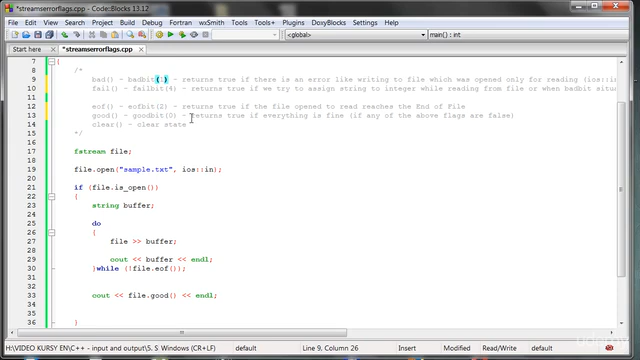 *streamserrorflags.cpp - Code::Blocks 13.12
File Edit View Search Project Build Debug Fortran wxSmith Tools Tools+ Plugins DoxyBlocks Settings Help
<global> main() : int
Start here *streamserrorflags.cpp
7 {
8 /*
9 bad() - badbit(1) - returns true if there is an error like writing to file which was opened only for reading (ios::in
10 fail() - failbit(4) - returns true if we try to assign string to integer while reading from file or when badbit situa
11
12 eof() - eofbit(2) - returns true if the File opened to read reaches the End of File
13 good() - goodbit(0) - returns true if everything is fine (if any of the above flags are false)
14 clear() - clear state
15 */
16
17 fstream file;
18
19 file.open("sample.txt", ios::in);
20
21 if (file.is_open())
22 {
23 string buffer;
24
25 do
26 {
27 file >> buffer;
28
29 cout << buffer << endl;
30 }while (!file.eof());
31
32
33 cout << file.good() << endl;
34
35
36 }
E:\VIDEO KURSY EN\C++ - input and output\5. S Windows (CR+LF) WINDOWS-1250 Line 9, Column 26 Insert Modified Read/Write default